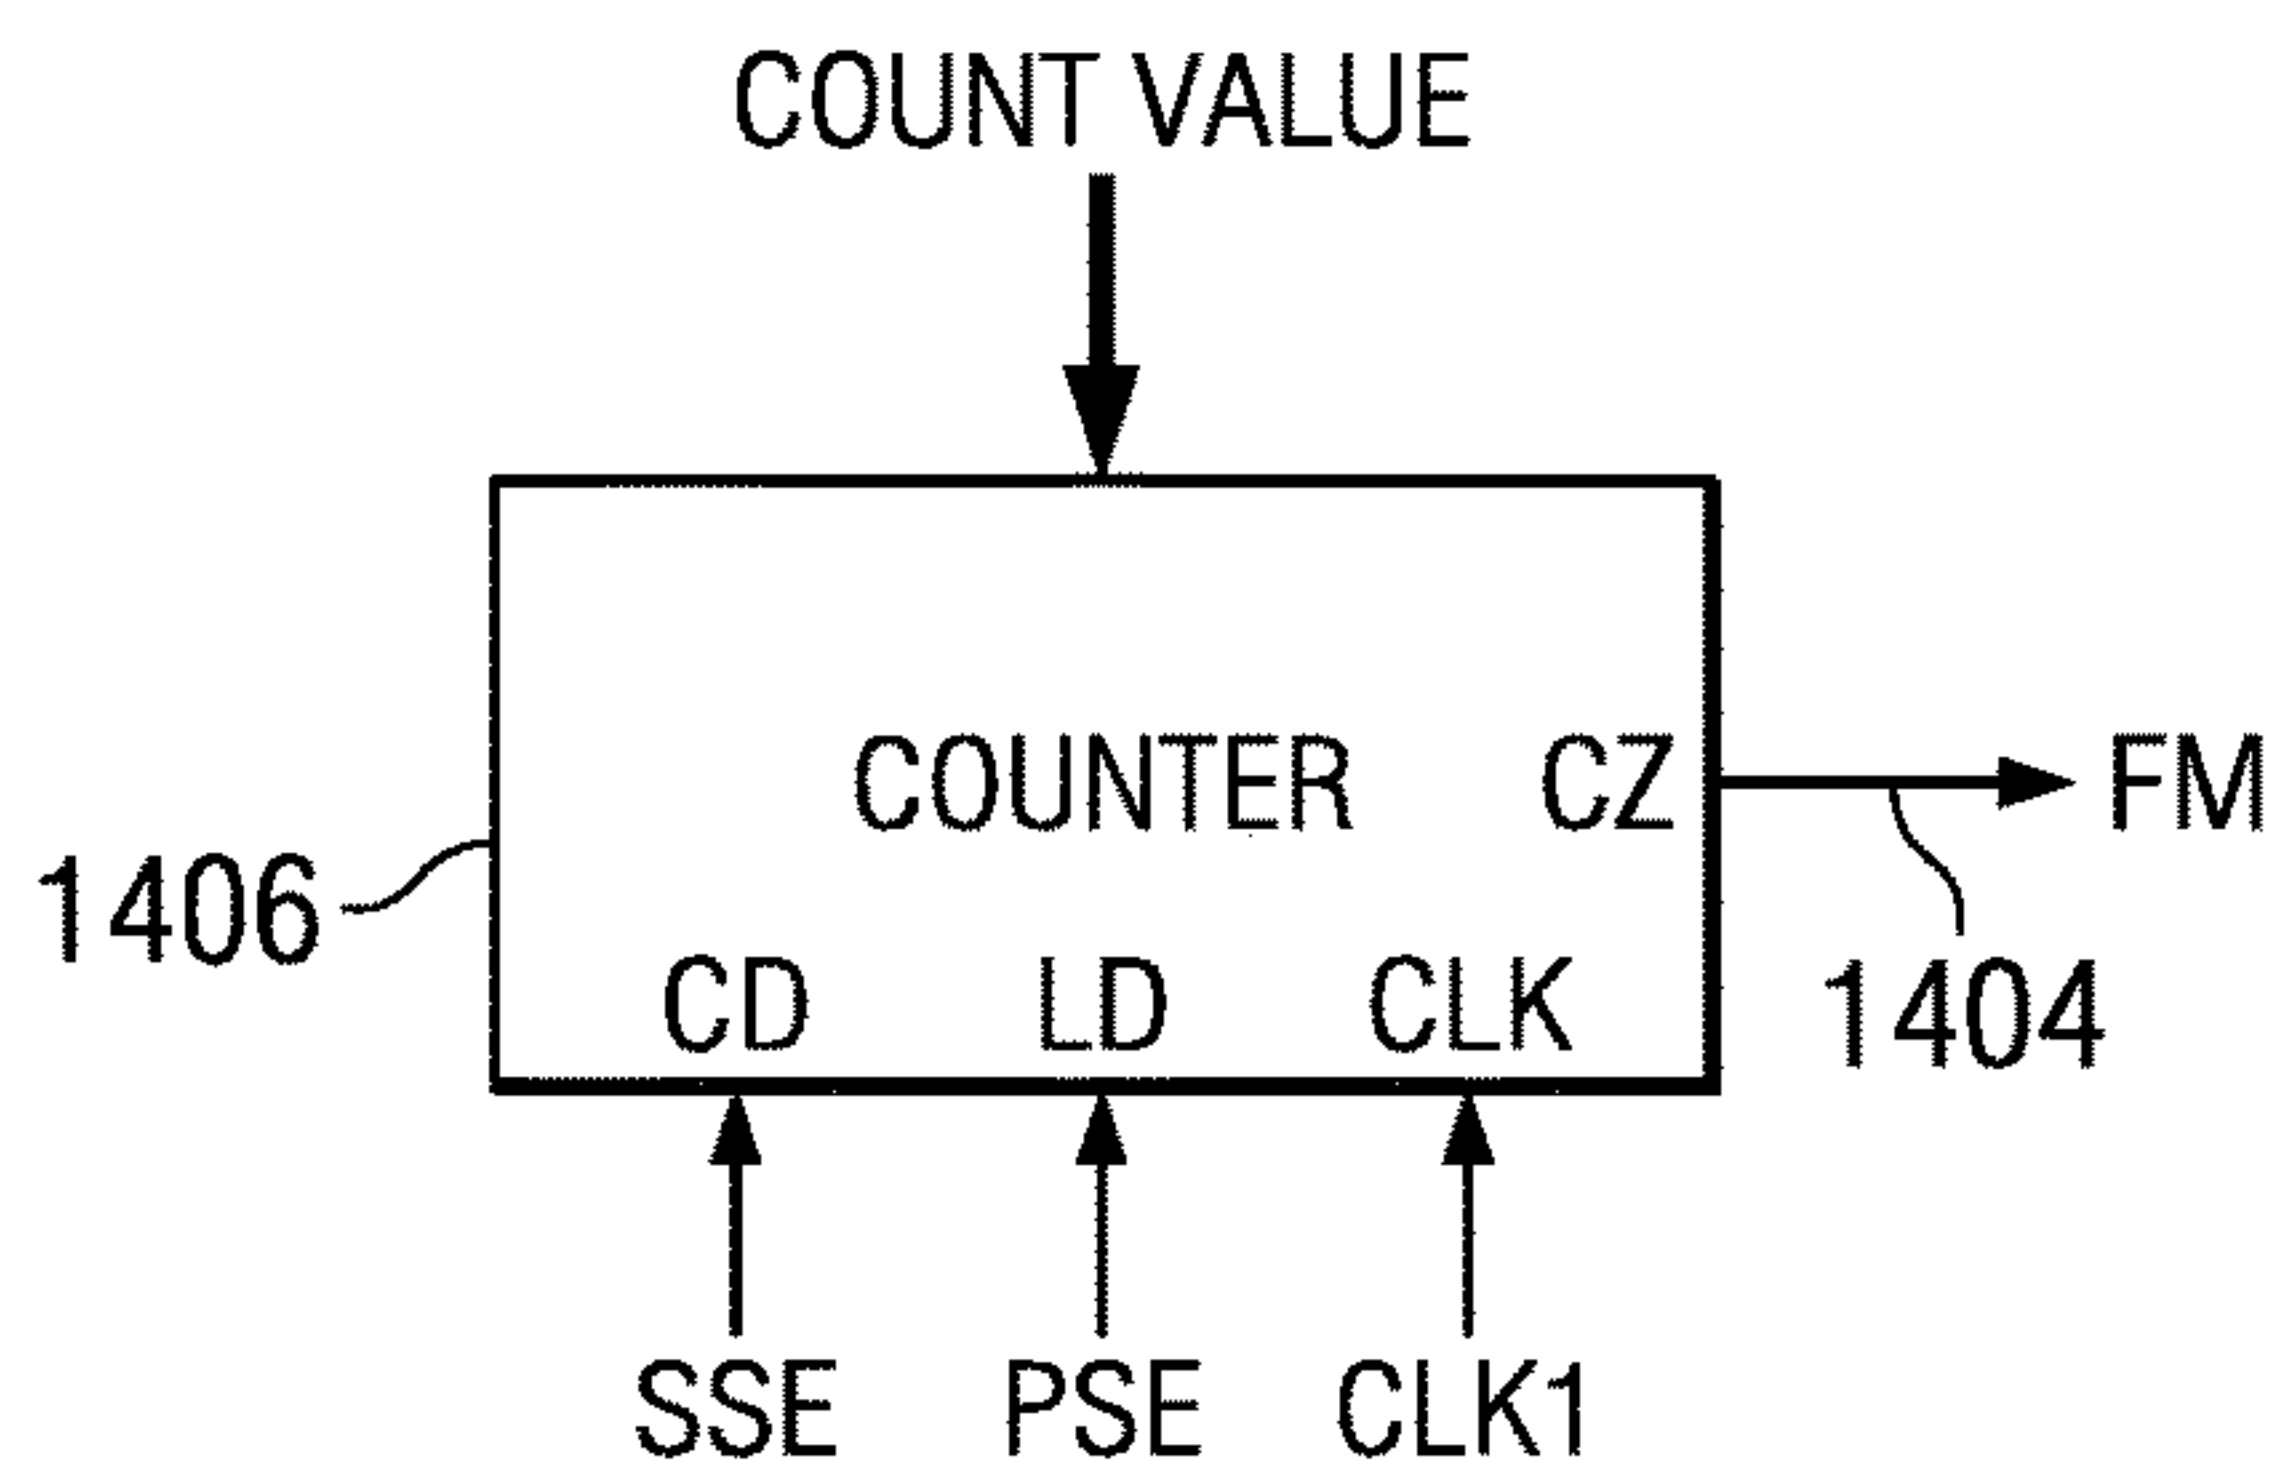 COUNT VALUE
COUNTER CZ FM
1406
CD LD CLK
1404
SSE PSE CLK1